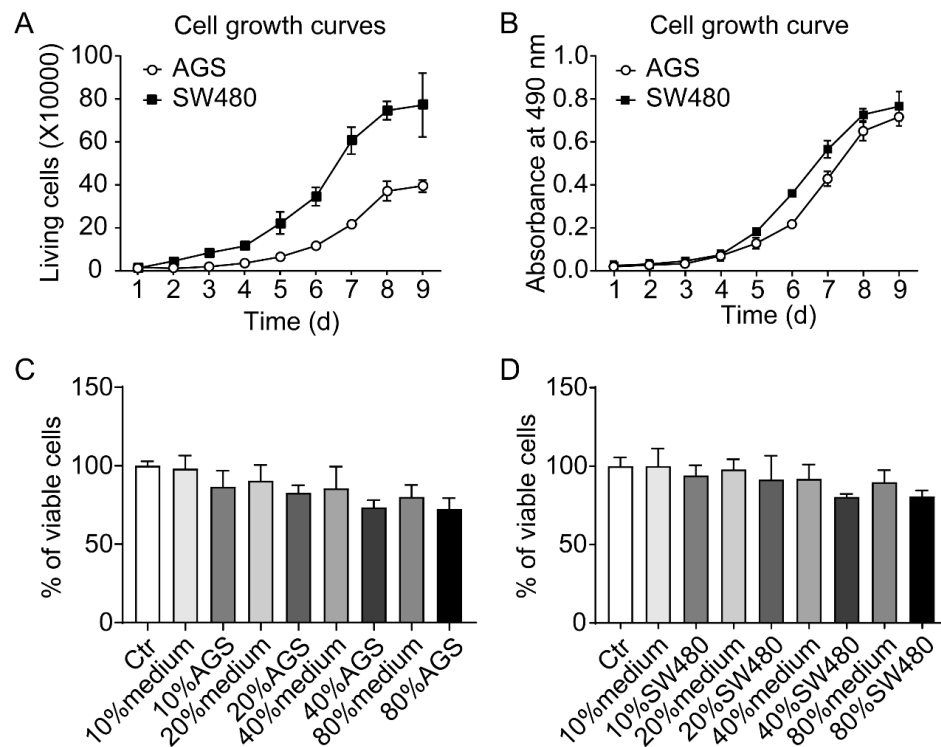 A
Cell growth curves
Living cells (X10000)
100
80
60
40
20
0
AGS
SW480
1 2 3 4 5 6 7 8 9
Time (d)
B
Cell growth curve
Absorbance at 490 nm
1.0
0.8
0.6
0.4
0.2
0.0
AGS
SW480
1 2 3 4 5 6 7 8 9
Time (d)
C
% of viable cells
150
100
50
0
Ctr
10%medium
10%AGS
20%medium
20%AGS
40%medium
40%AGS
80%medium
80%AGS
D
% of viable cells
150
100
50
0
Ctr
10%medium
10%SW480
20%medium
20%SW480
40%medium
40%SW480
80%medium
80%SW480